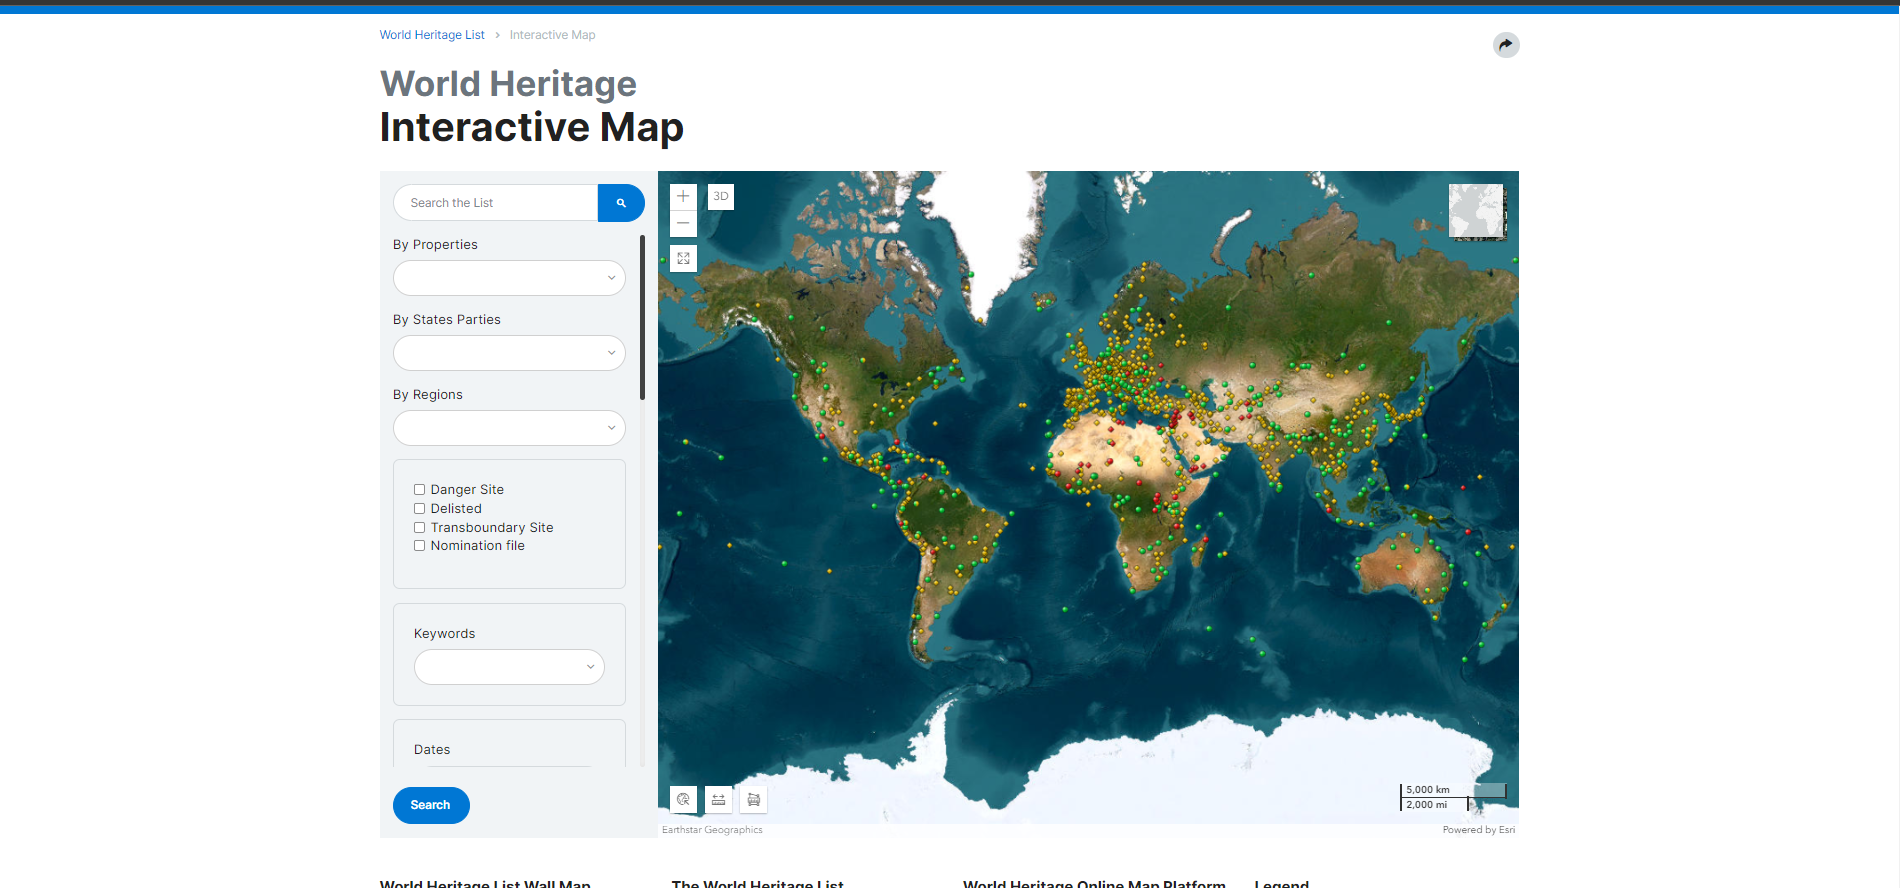 World Heritage List > Interactive Map
World Heritage
Interactive Map
Search the List
By Properties
By States Parties
By Regions
Danger Site
Delisted
Transboundary Site
Nomination file
Keywords
Dates
Search
3D
5,000 km
2,000 mi
Earthstar Geographics
Powered by Esri
World Heritage List Wall Map
The World Heritage List
World Heritage Online Map Platform
Legend